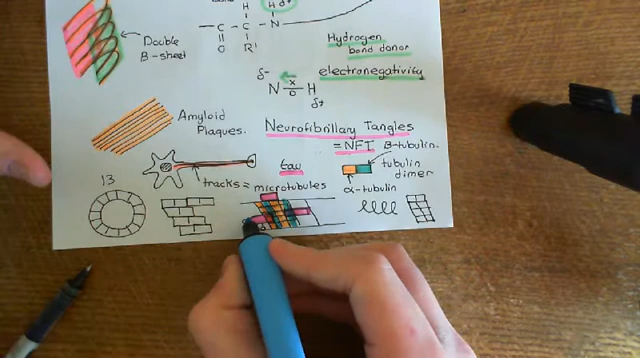 H H δ+
— C — C — N
O R'
Double
B-sheet
Hydrogen
bond donor
electronegativity
δ-
N x o H
δ+
Amyloid
Plaques.
Neurofibrillary Tangles
= NFT
B-tubulin.
tubulin
dimer
α-tubulin
tau
tracks = microtubules
13